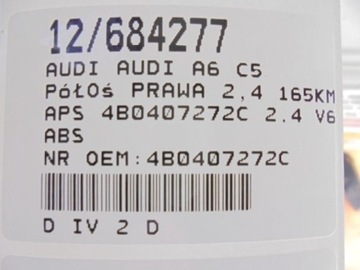 12/684277
AUDI AUDI A6 C5
PÓŁOŚ PRAWA 2,4 165KM
APS 4B0407272C 2.4 V6
ABS
NR OEM:4B0407272C
D IV 2 D